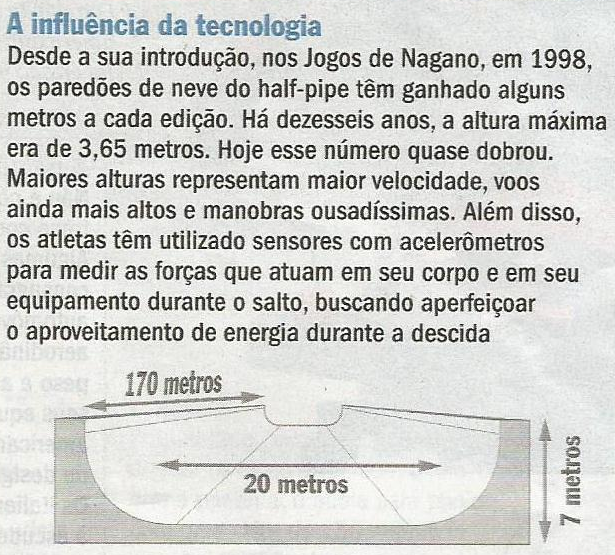 A influência da tecnologia
Desde a sua introdução, nos Jogos de Nagano, em 1998,
os paredões de neve do half-pipe têm ganhado alguns
metros a cada edição. Há dezesseis anos, a altura máxima
era de 3,65 metros. Hoje esse número quase dobrou.
Maiores alturas representam maior velocidade, voos
ainda mais altos e manobras ousadíssimas. Além disso,
os atletas têm utilizado sensores com acelerômetros
para medir as forças que atuam em seu corpo e em seu
equipamento durante o salto, buscando aperfeiçoar
o aproveitamento de energia durante a descida
170 metros
20 metros
7 metros